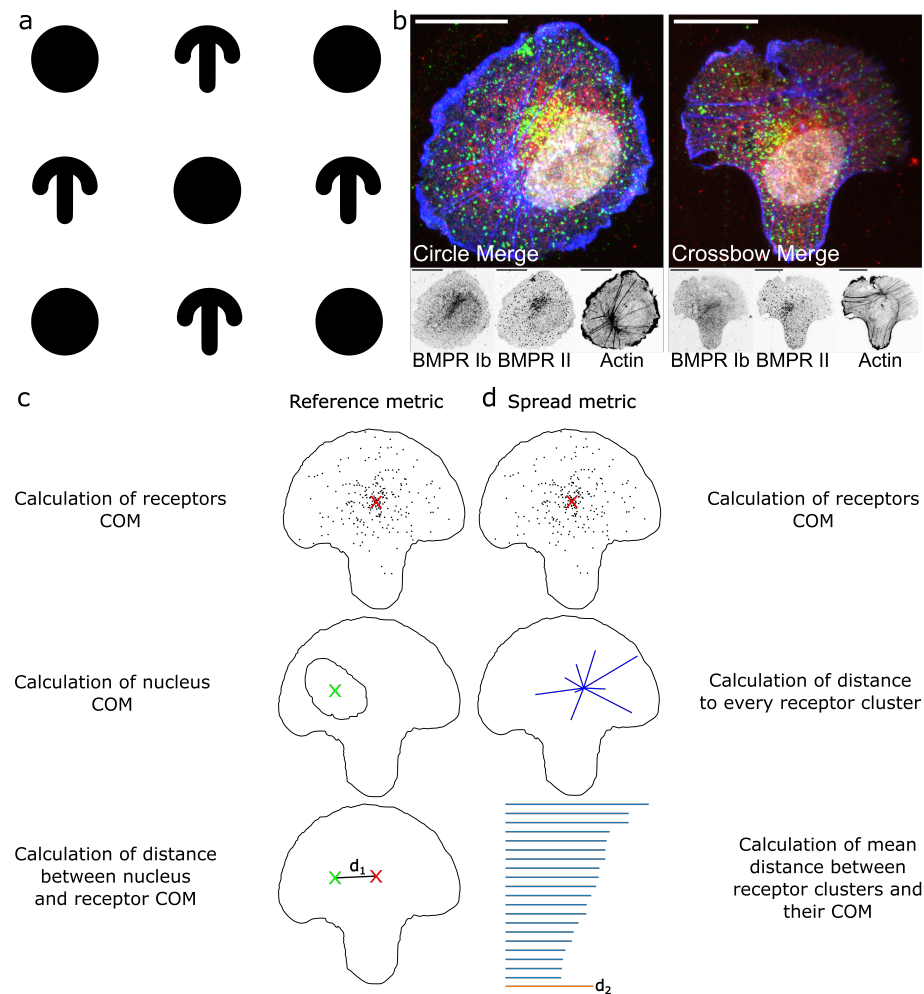 a
b
Circle Merge
Crossbow Merge
BMPR Ib
BMPR II
Actin
BMPR Ib
BMPR II
Actin
c
Reference metric
d
Spread metric
Calculation of receptors
COM
X
X
Calculation of receptors
COM
Calculation of nucleus
COM
X
Calculation of distance
to every receptor cluster
Calculation of distance
between nucleus
and receptor COM
X
d₁
X
Calculation of mean
distance between
receptor clusters and
their COM
d₂